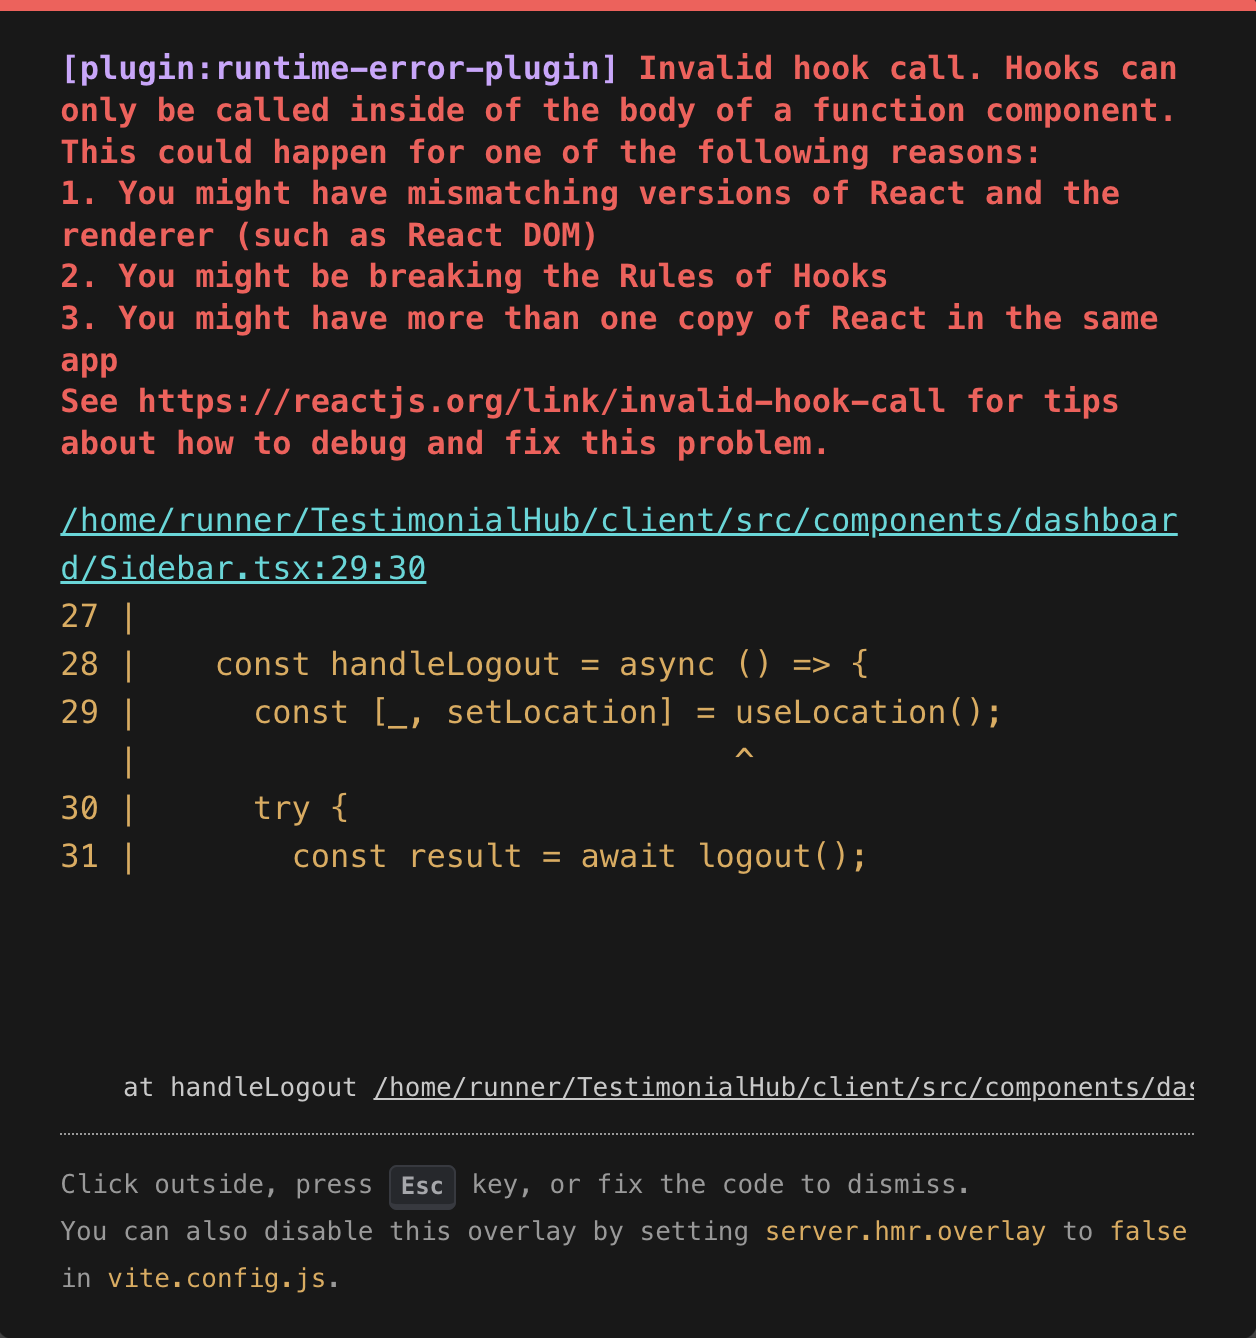 [plugin:runtime-error-plugin] Invalid hook call. Hooks can
only be called inside of the body of a function component.
This could happen for one of the following reasons:
1. You might have mismatching versions of React and the
renderer (such as React DOM)
2. You might be breaking the Rules of Hooks
3. You might have more than one copy of React in the same
app
See https://reactjs.org/link/invalid-hook-call for tips
about how to debug and fix this problem.
/home/runner/TestimonialHub/client/src/components/dashboar
d/Sidebar.tsx:29:30
27 |
28 |    const handleLogout = async () => {
29 |      const [_, setLocation] = useLocation();
   |                               ^
30 |      try {
31 |        const result = await logout();
at handleLogout /home/runner/TestimonialHub/client/src/components/das
Click outside, press Esc key, or fix the code to dismiss.
You can also disable this overlay by setting server.hmr.overlay to false
in vite.config.js.